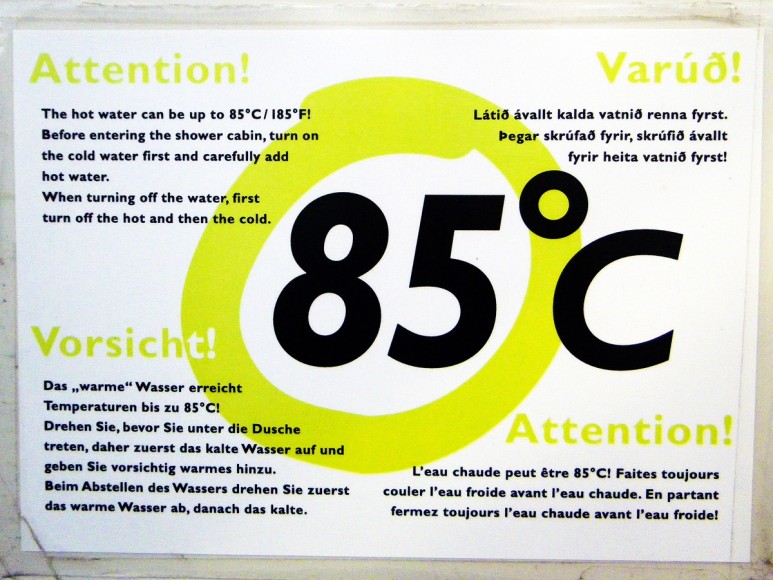 Attention!
The hot water can be up to 85°C/185°F!
Before entering the shower cabin, turn on
the cold water first and carefully add
hot water.
When turning off the water, first
turn off the hot and then the cold.
Varúð!
Látið ávallt kalda vatnið renna fyrst.
Þegar skrúfað fyrir, skrúfið ávallt
fyrir heita vatnið fyrst!
85°C
Vorsicht!
Das „warme“ Wasser erreicht
Temperaturen bis zu 85°C!
Drehen Sie, bevor Sie unter die Dusche
treten, daher zuerst das kalte Wasser auf und
geben Sie vorsichtig warmes hinzu.
Beim Abstellen des Wassers drehen Sie zuerst
das warme Wasser ab, danach das kalte.
Attention!
L'eau chaude peut être 85°C! Faites toujours
couler l'eau froide avant l'eau chaude. En partant
fermez toujours l'eau chaude avant l'eau froide!